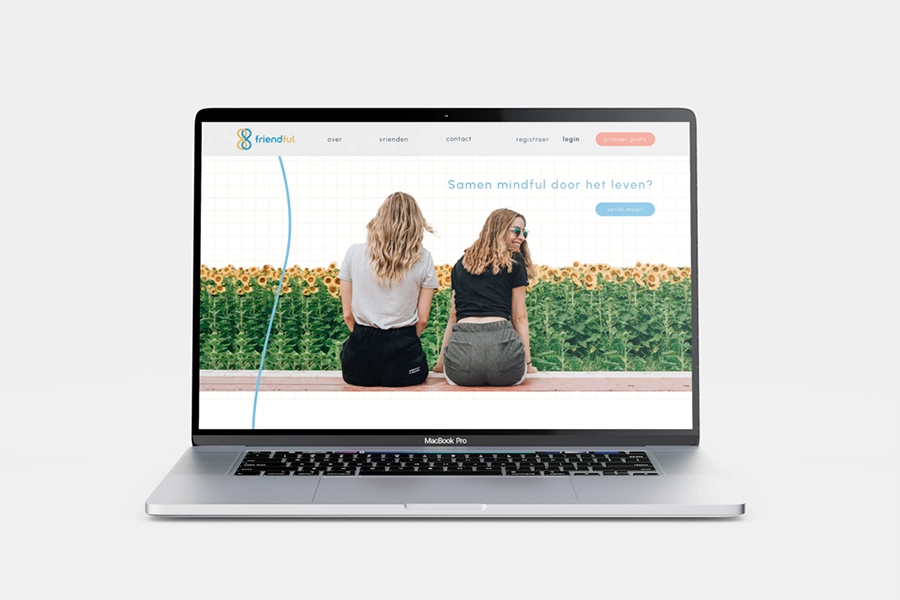 friendful over vrienden contact registreer login probeer gratis
Samen mindful door het leven?
vertel meer!
MacBook Pro